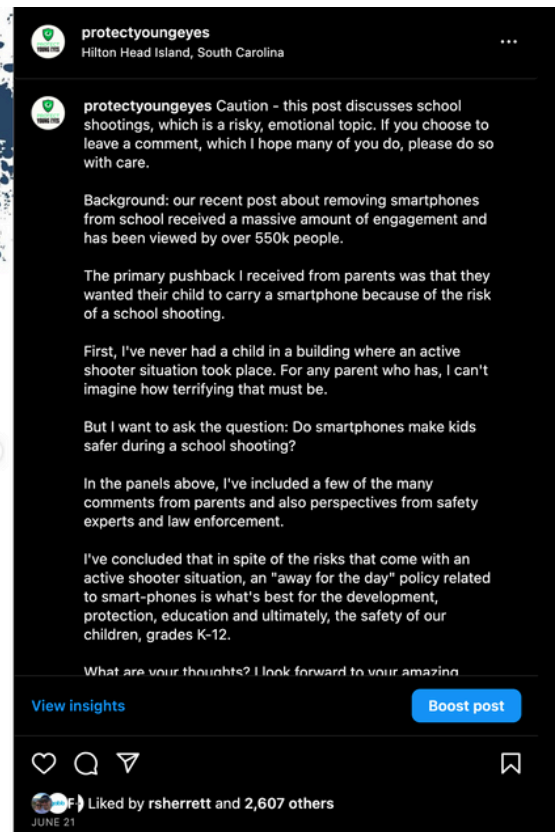 protectyoungeyes
Hilton Head Island, South Carolina
protectyoungeyes Caution - this post discusses school
shootings, which is a risky, emotional topic. If you choose to
leave a comment, which I hope many of you do, please do so
with care.
Background: our recent post about removing smartphones
from school received a massive amount of engagement and
has been viewed by over 550k people.
The primary pushback I received from parents was that they
wanted their child to carry a smartphone because of the risk
of a school shooting.
First, I've never had a child in a building where an active
shooter situation took place. For any parent who has, I can't
imagine how terrifying that must be.
But I want to ask the question: Do smartphones make kids
safer during a school shooting?
In the panels above, I've included a few of the many
comments from parents and also perspectives from safety
experts and law enforcement.
I've concluded that in spite of the risks that come with an
active shooter situation, an "away for the day" policy related
to smart-phones is what's best for the development,
protection, education and ultimately, the safety of our
children, grades K-12.
What are your thoughts? I look forward to your amazing
View insights
Boost post
Liked by rsherrett and 2,607 others
JUNE 21